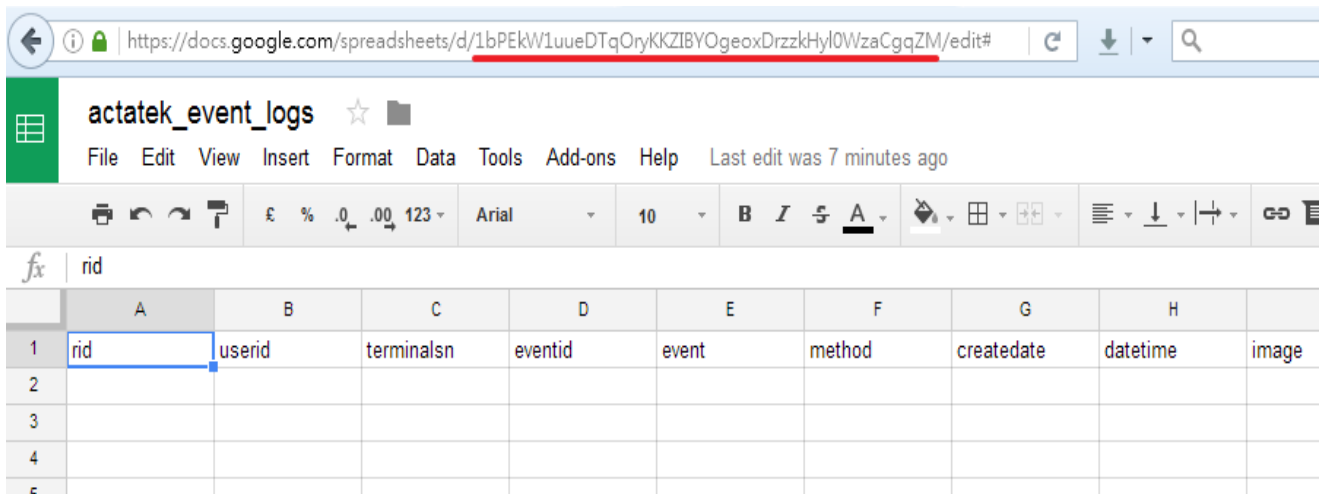 https://docs.google.com/spreadsheets/d/1bPEkW1uueDTqOryKKZIBYOgeoxDrzzkHyl0WzaCgqZM/edit#
actatek_event_logs
File Edit View Insert Format Data Tools Add-ons Help Last edit was 7 minutes ago
£ % .0 .00 123 Arial 10 B I S A
fx rid
A B C D E F G H
1 rid userid terminalsn eventid event method createdate datetime image
2
3
4
5